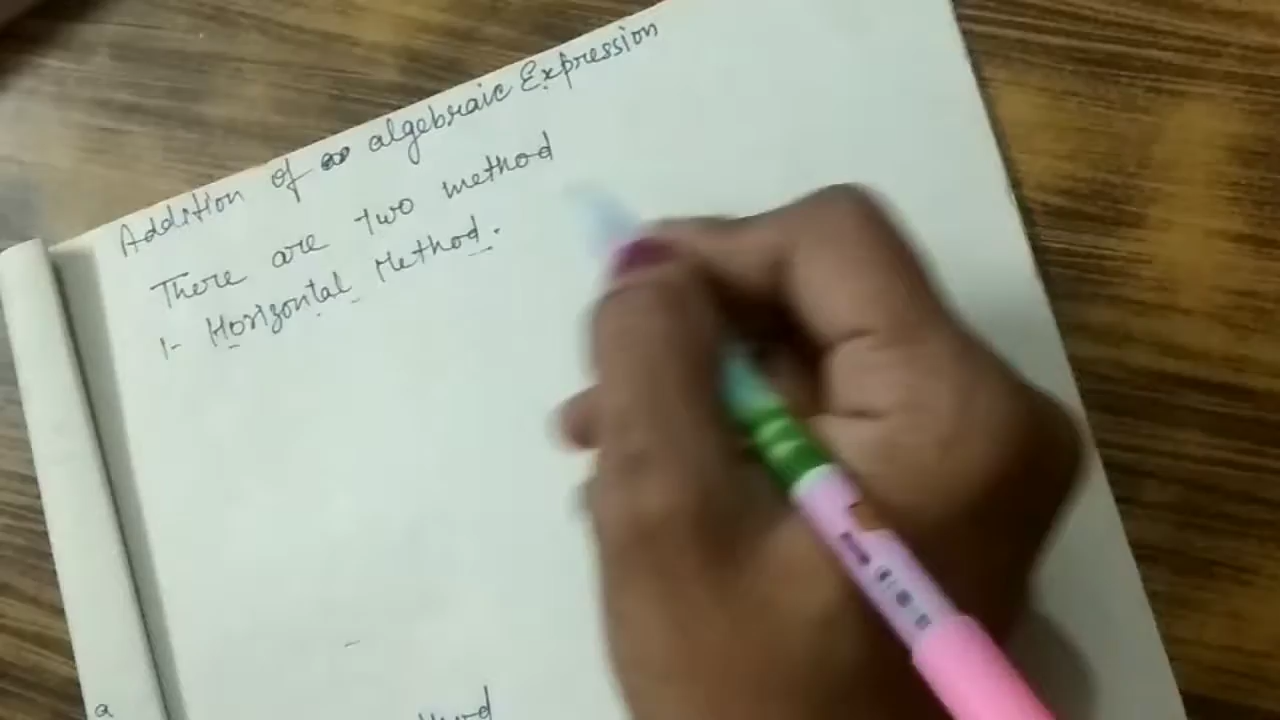 Addition of algebraic Expression
There are two method
1- Horizontal Method.
a